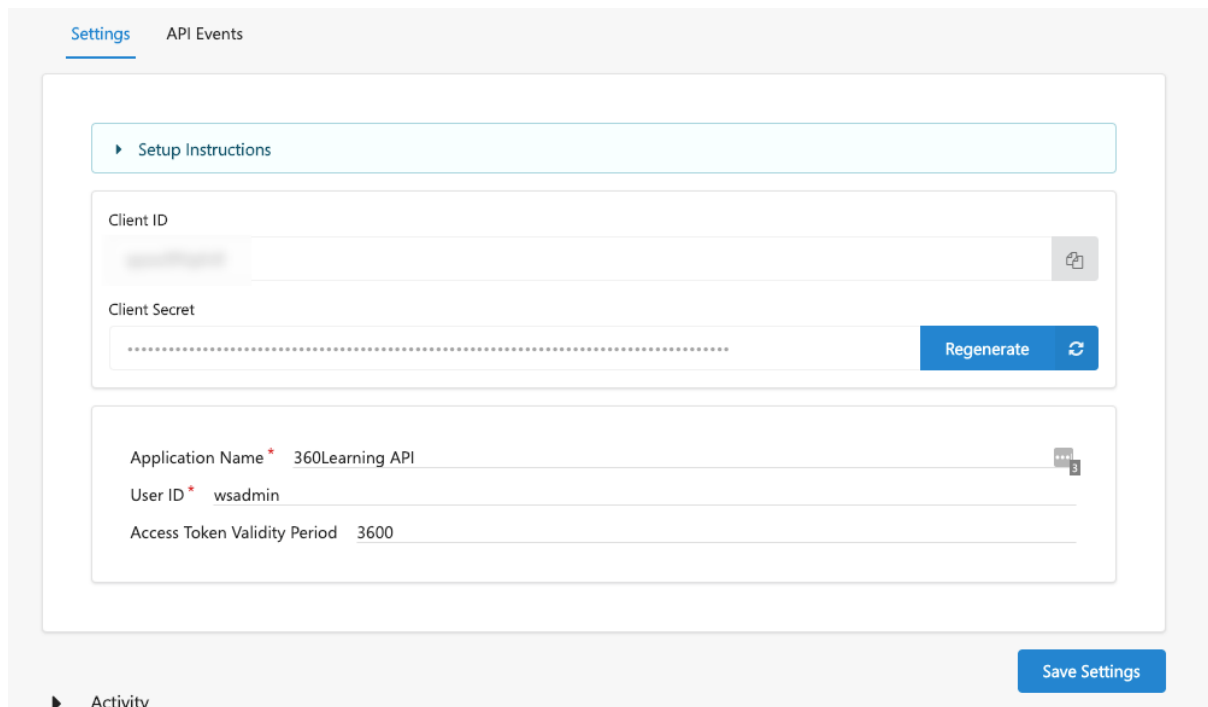 Settings API Events
Setup Instructions
Client ID
Client Secret
Regenerate
Application Name * 360Learning API
3
User ID * wsadmin
Access Token Validity Period 3600
Save Settings
Activity